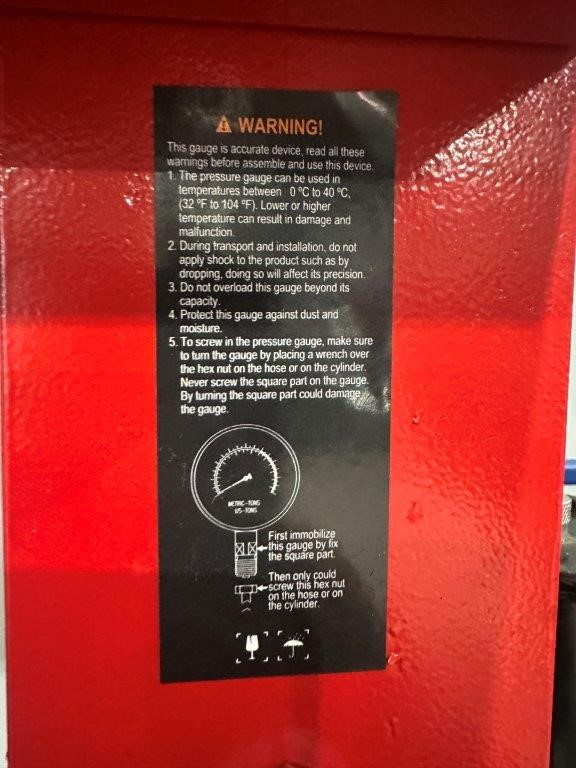 WARNING!
This gauge is accurate device, read all these
warnings before assemble and use this device.
1. The pressure gauge can be used in
temperatures between 0 ºC to 40 ºC,
(32 ºF to 104 ºF). Lower or higher
temperature can result in damage and
malfunction.
2. During transport and installation, do not
apply shock to the product such as by
dropping, doing so will affect its precision.
3. Do not overload this gauge beyond its
capacity.
4. Protect this gauge against dust and
moisture.
5. To screw in the pressure gauge, make sure
to turn the gauge by placing a wrench over
the hex nut on the hose or on the cylinder.
Never screw the square part on the gauge.
By turning the square part could damage
the gauge.
METRIC-TONS
US-TONS
First immobilize
this gauge by fix
the square part.
Then only could
screw this hex nut
on the hose or on
the cylinder.